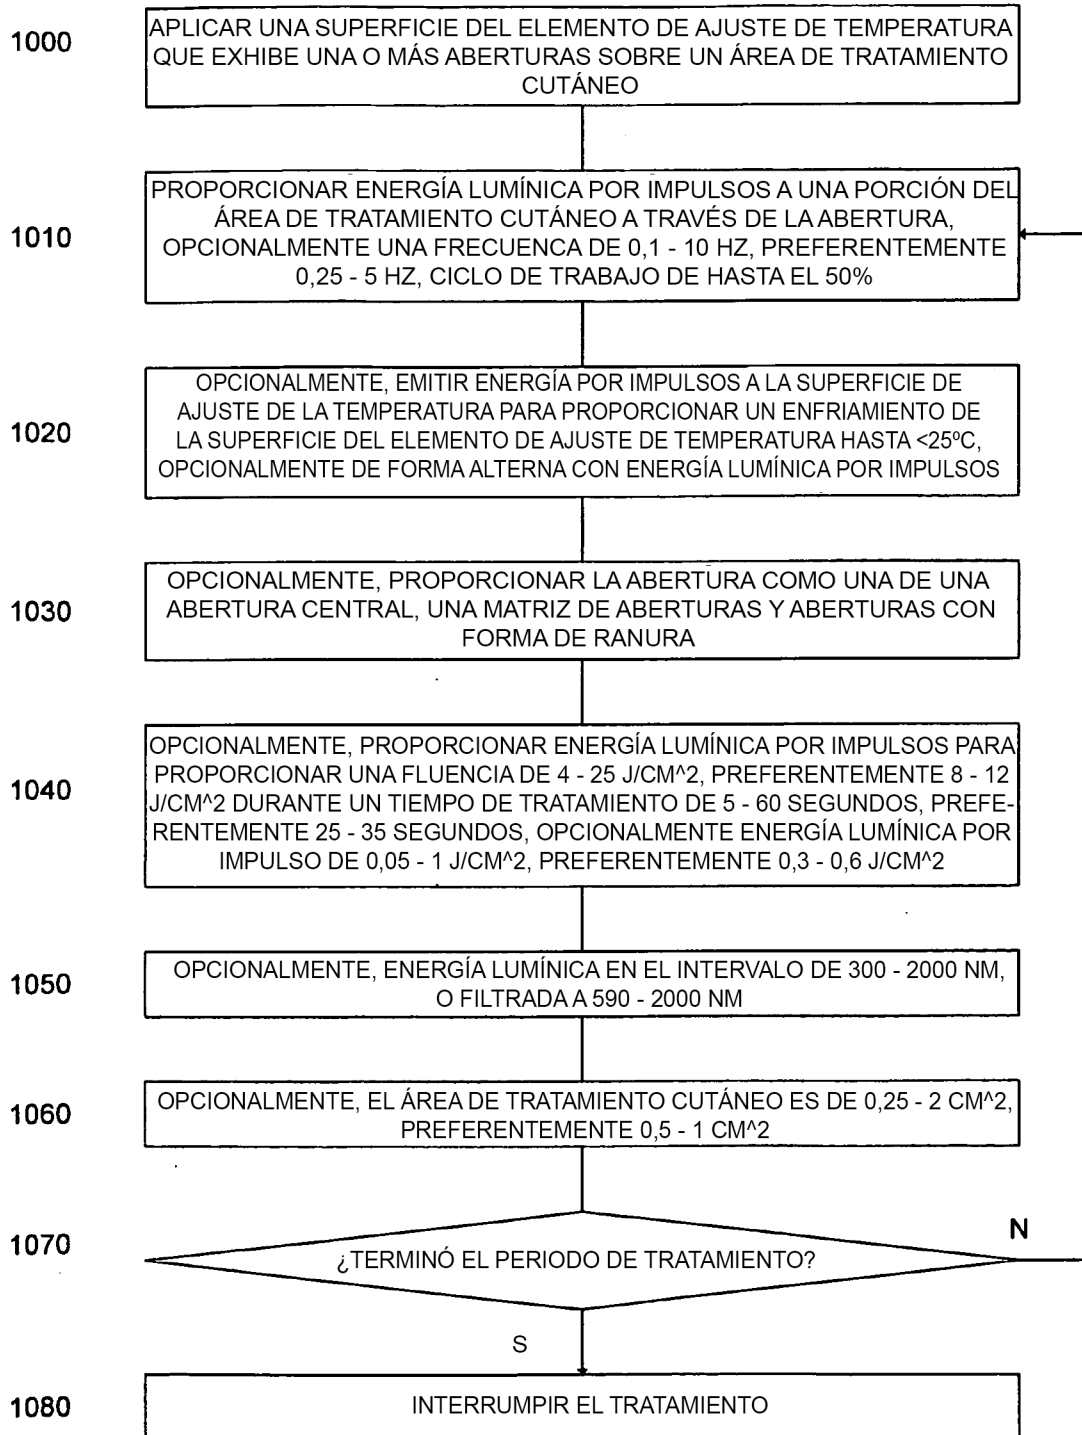 1000
APLICAR UNA SUPERFICIE DEL ELEMENTO DE AJUSTE DE TEMPERATURA
QUE EXHIBE UNA O MÁS ABERTURAS SOBRE UN ÁREA DE TRATAMIENTO
CUTÁNEO
1010
PROPORCIONAR ENERGÍA LUMÍNICA POR IMPULSOS A UNA PORCIÓN DEL
ÁREA DE TRATAMIENTO CUTÁNEO A TRAVÉS DE LA ABERTURA,
OPCIONALMENTE UNA FRECUENCA DE 0,1 - 10 HZ, PREFERENTEMENTE
0,25 - 5 HZ, CICLO DE TRABAJO DE HASTA EL 50%
1020
OPCIONALMENTE, EMITIR ENERGÍA POR IMPULSOS A LA SUPERFICIE DE
AJUSTE DE LA TEMPERATURA PARA PROPORCIONAR UN ENFRIAMIENTO DE
LA SUPERFICIE DEL ELEMENTO DE AJUSTE DE TEMPERATURA HASTA <25ºC,
OPCIONALMENTE DE FORMA ALTERNA CON ENERGÍA LUMÍNICA POR IMPULSOS
1030
OPCIONALMENTE, PROPORCIONAR LA ABERTURA COMO UNA DE UNA
ABERTURA CENTRAL, UNA MATRIZ DE ABERTURAS Y ABERTURAS CON
FORMA DE RANURA
1040
OPCIONALMENTE, PROPORCIONAR ENERGÍA LUMÍNICA POR IMPULSOS PARA
PROPORCIONAR UNA FLUENCIA DE 4 - 25 J/CM^2, PREFERENTEMENTE 8 - 12
J/CM^2 DURANTE UN TIEMPO DE TRATAMIENTO DE 5 - 60 SEGUNDOS, PREFE-
RENTEMENTE 25 - 35 SEGUNDOS, OPCIONALMENTE ENERGÍA LUMÍNICA POR
IMPULSO DE 0,05 - 1 J/CM^2, PREFERENTEMENTE 0,3 - 0,6 J/CM^2
1050
OPCIONALMENTE, ENERGÍA LUMÍNICA EN EL INTERVALO DE 300 - 2000 NM,
O FILTRADA A 590 - 2000 NM
1060
OPCIONALMENTE, EL ÁREA DE TRATAMIENTO CUTÁNEO ES DE 0,25 - 2 CM^2,
PREFERENTEMENTE 0,5 - 1 CM^2
1070
¿TERMINÓ EL PERIODO DE TRATAMIENTO?
N
S
1080
INTERRUMPIR EL TRATAMIENTO